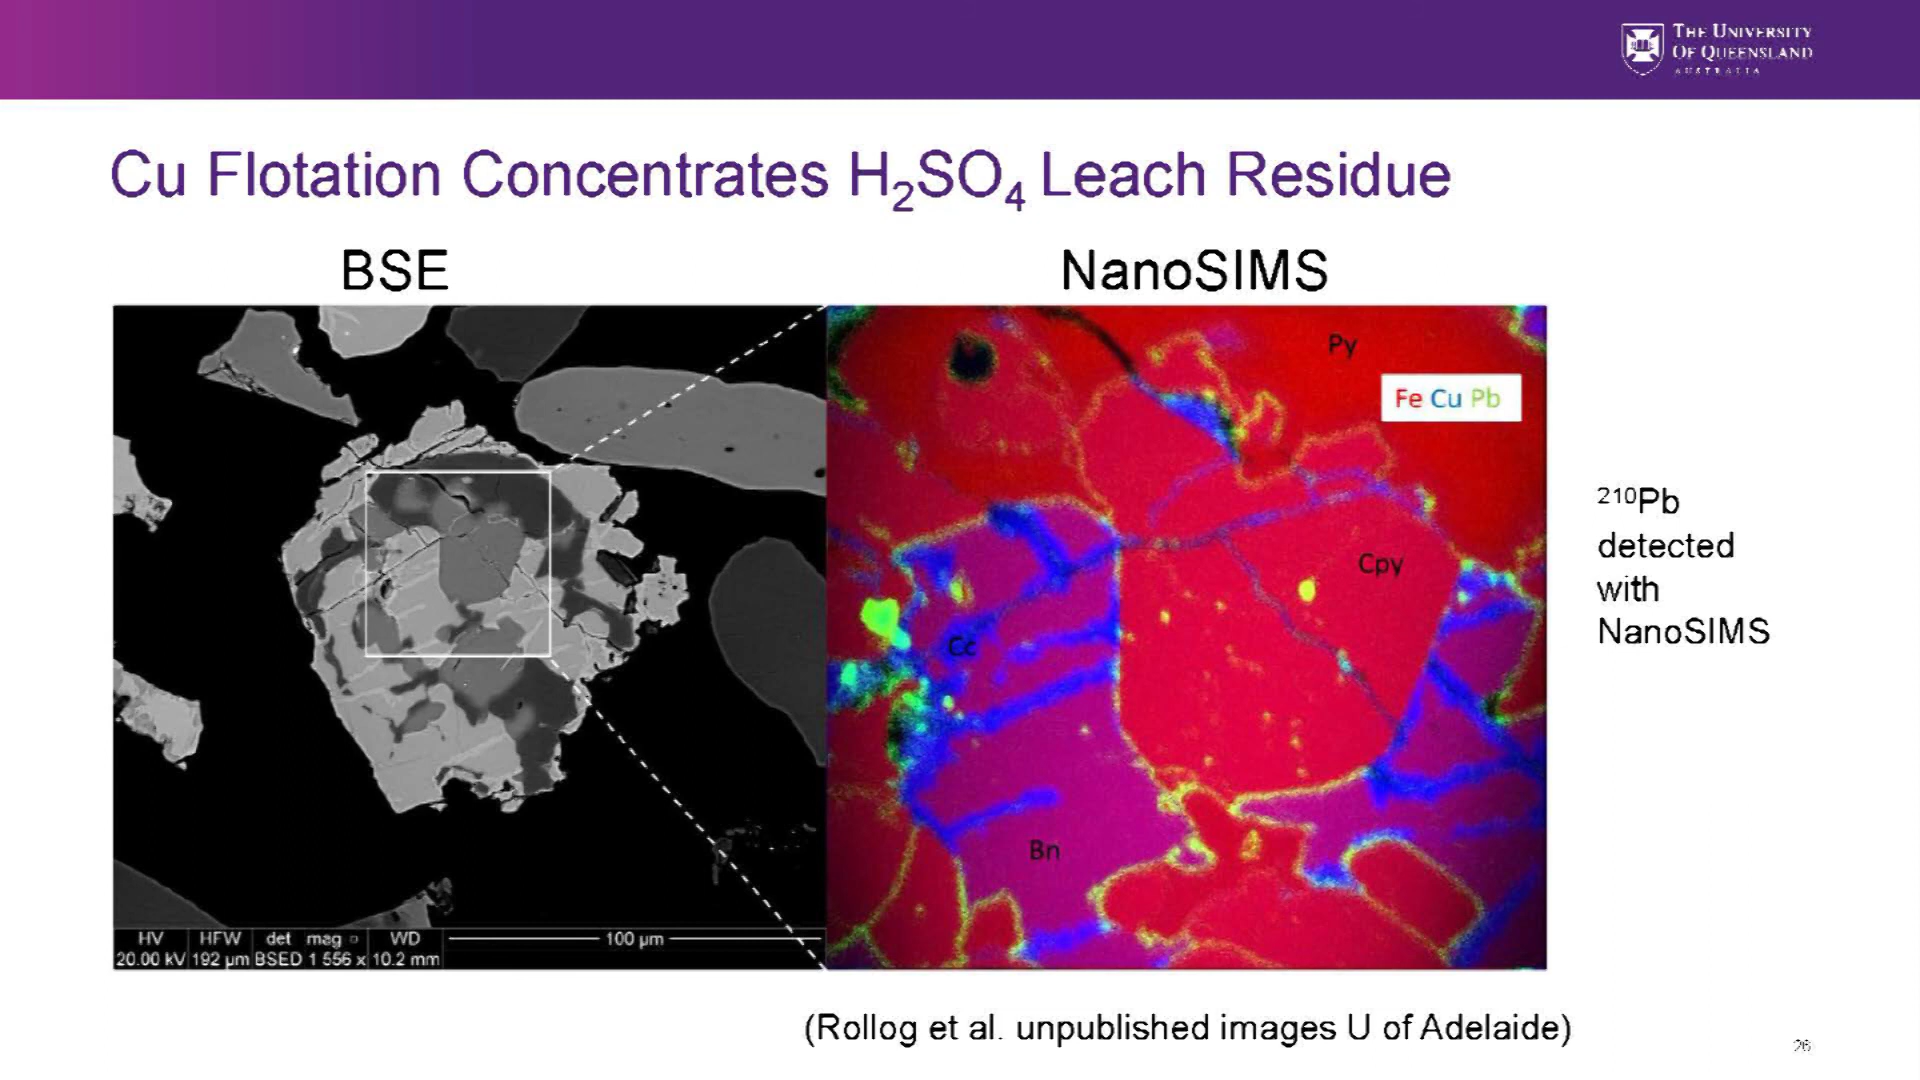 THE UNIVERSITY
OF QUEENSLAND
AUSTRALIA
Cu Flotation Concentrates H₂SO₄ Leach Residue
BSE
NanoSIMS
Py
Fe Cu Pb
Cpy
Cc
Bn
²¹⁰Pb
detected
with
NanoSIMS
HV HFW det mag □ WD
100 µm
20.00 kV 192 µm BSED 1 556 x 10.2 mm
(Rollog et al. unpublished images U of Adelaide)
26